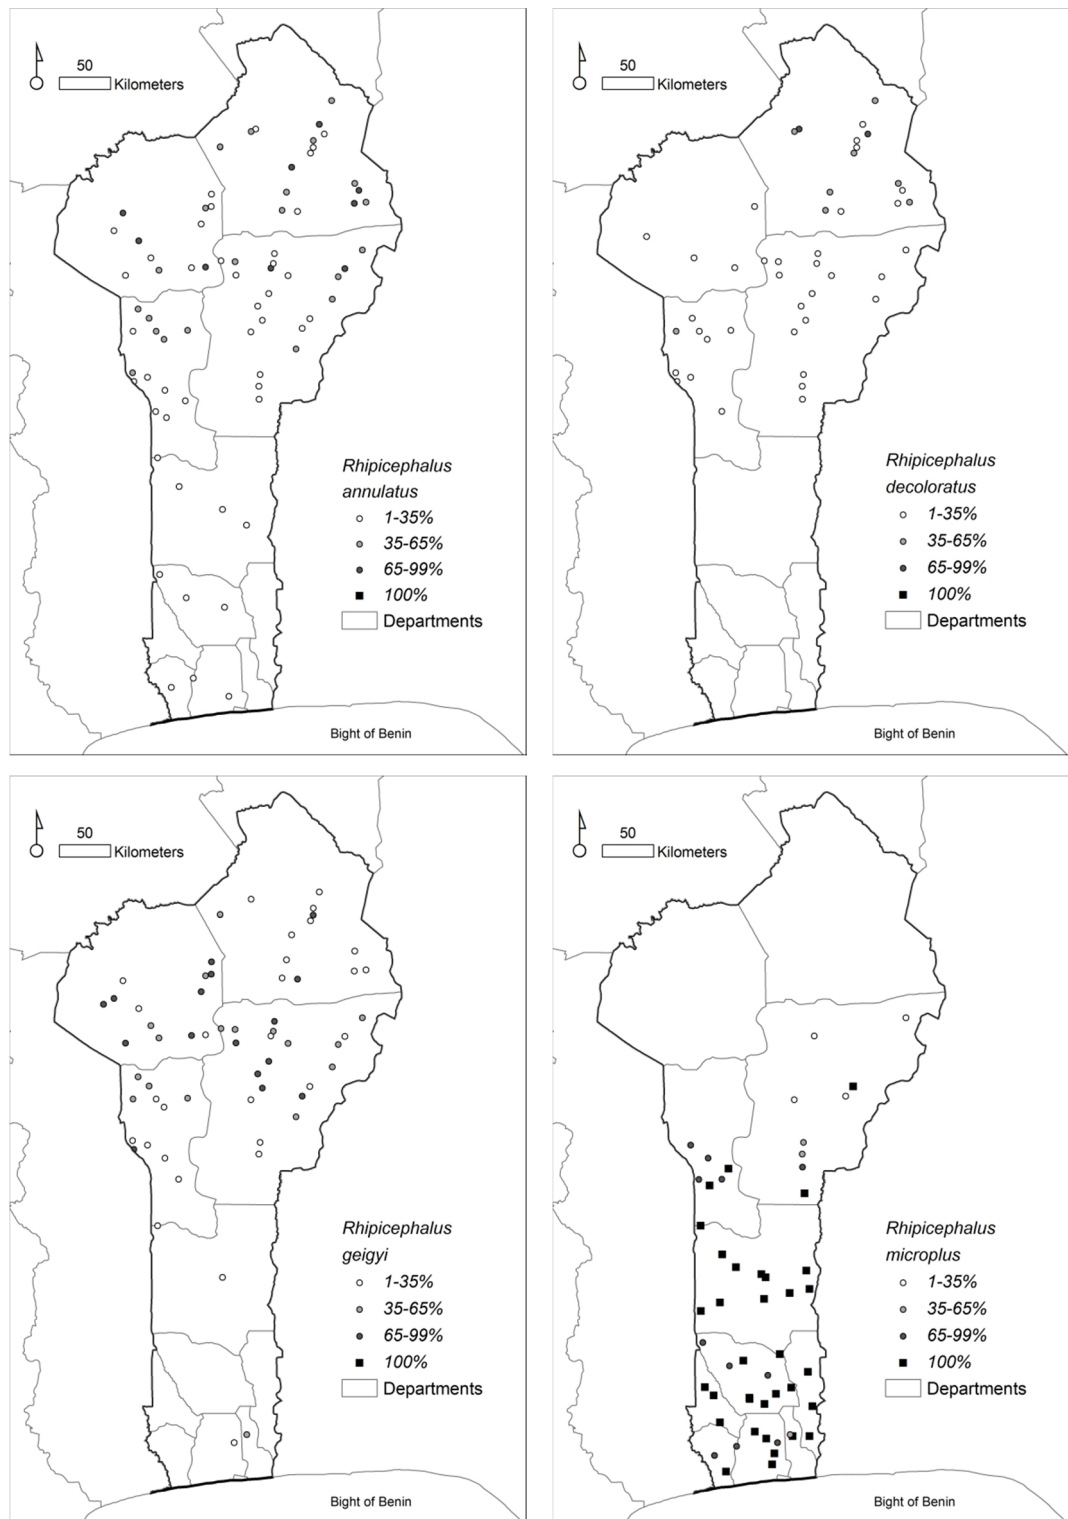 50
Kilometers
Rhipicephalus
annulatus
1-35%
35-65%
65-99%
100%
Departments
Bight of Benin
50
Kilometers
Rhipicephalus
decoloratus
1-35%
35-65%
65-99%
100%
Departments
Bight of Benin
50
Kilometers
Rhipicephalus
geigyi
1-35%
35-65%
65-99%
100%
Departments
Bight of Benin
50
Kilometers
Rhipicephalus
microplus
1-35%
35-65%
65-99%
100%
Departments
Bight of Benin